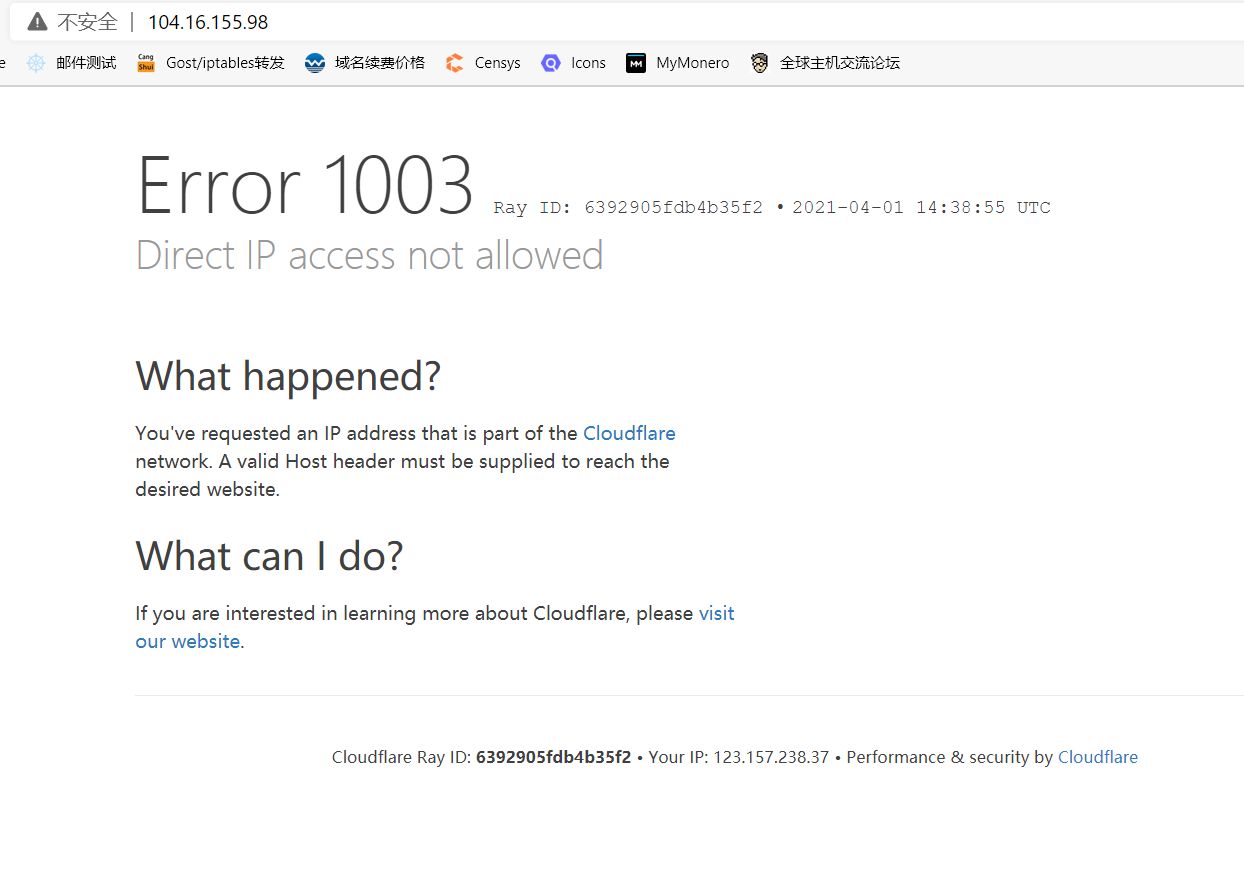 不安全 | 104.16.155.98
e 邮件测试 Cang Shui Gost/iptables转发 域名续费价格 Censys Icons MyMonero 全球主机交流论坛
Error 1003 Ray ID: 6392905fdb4b35f2 • 2021-04-01 14:38:55 UTC
Direct IP access not allowed
What happened?
You've requested an IP address that is part of the Cloudflare
network. A valid Host header must be supplied to reach the
desired website.
What can I do?
If you are interested in learning more about Cloudflare, please visit
our website.
Cloudflare Ray ID: 6392905fdb4b35f2 • Your IP: 123.157.238.37 • Performance & security by Cloudflare